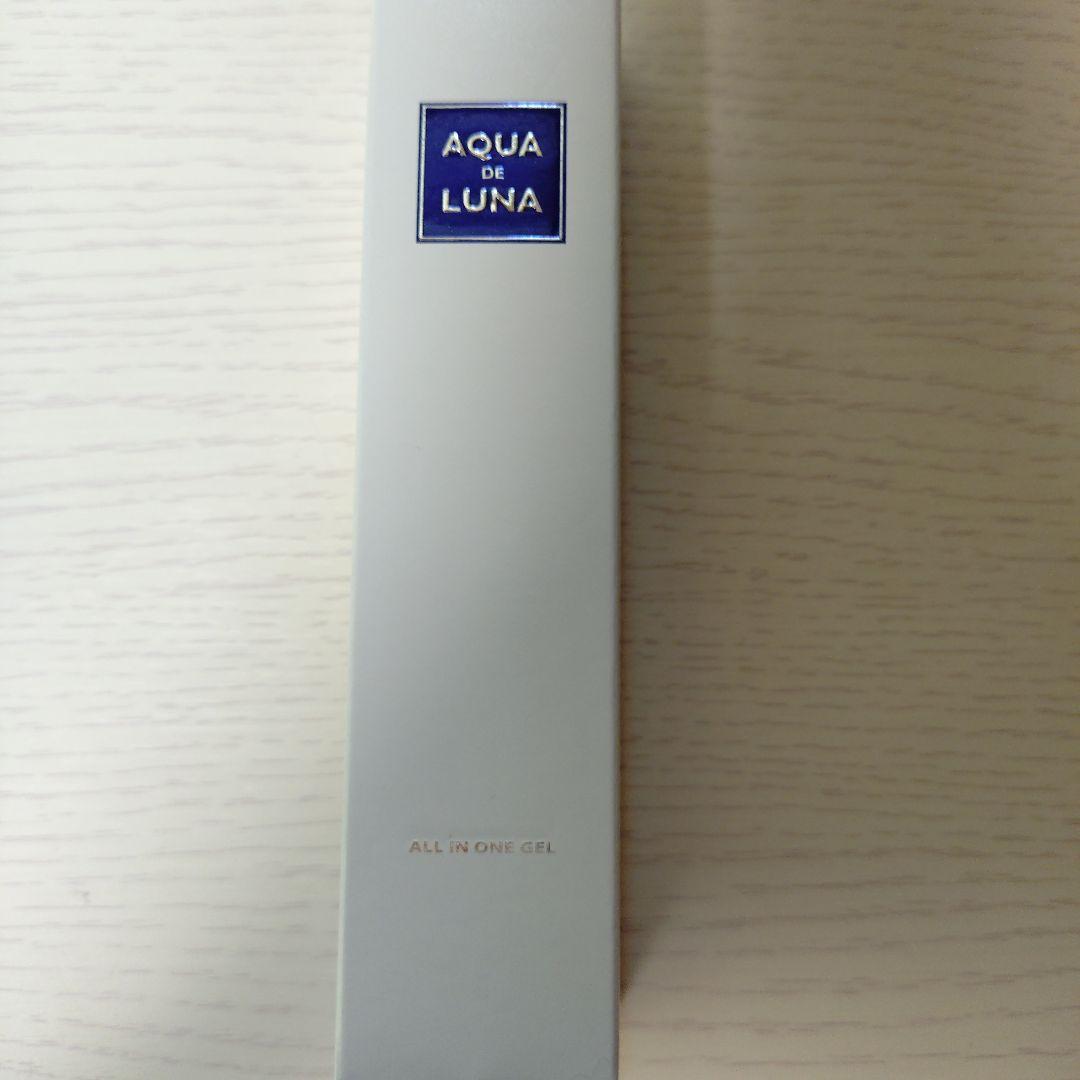 AQUA
DE
LUNA
ALL IN ONE GEL